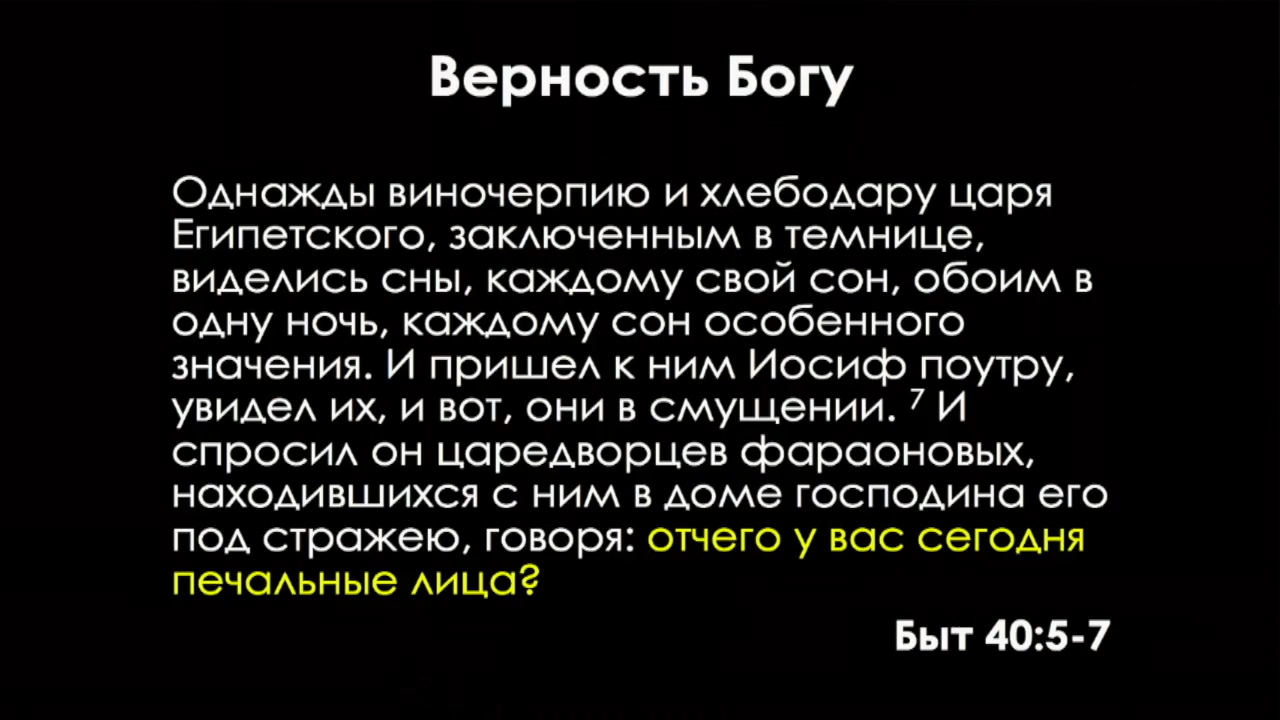 Верность Богу
Однажды виночерпию и хлебодару царя
Египетского, заключенным в темнице,
виделись сны, каждому свой сон, обоим в
одну ночь, каждому сон особенного
значения. И пришел к ним Иосиф поутру,
увидел их, и вот, они в смущении. ⁷ И
спросил он царедворцев фараоновых,
находившихся с ним в доме господина его
под стражею, говоря: отчего у вас сегодня
печальные лица?
Быт 40:5-7